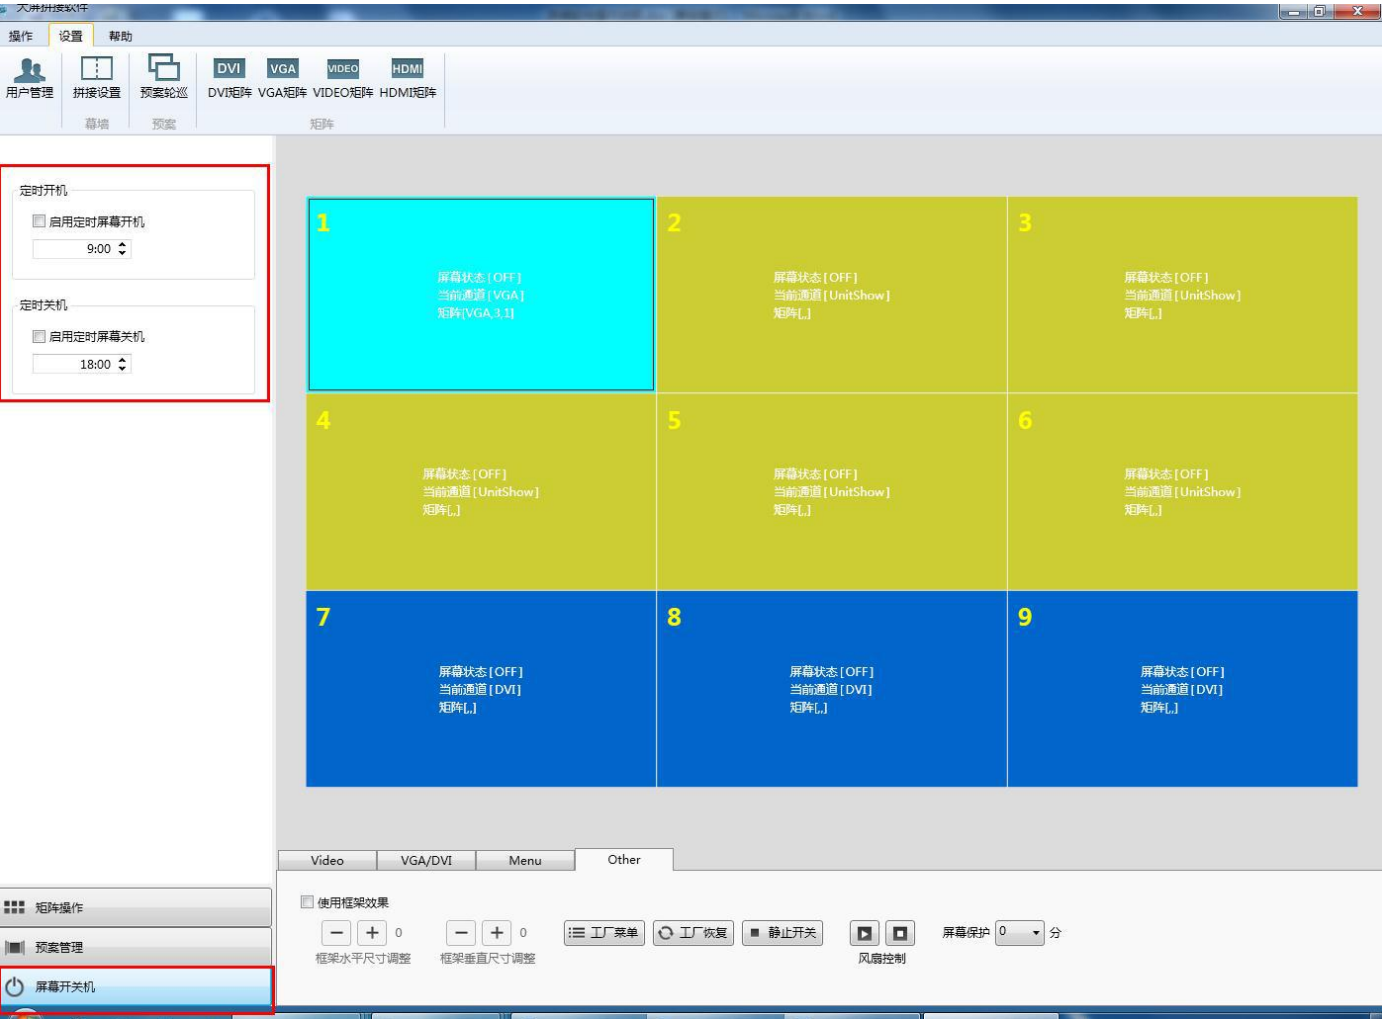 大屏拼接软件
操作 设置 帮助
DVI VGA VIDEO HDMI
用户管理 拼接设置 预案轮巡 DVI矩阵 VGA矩阵 VIDEO矩阵 HDMI矩阵
幕墙 预案 矩阵
定时开机
启用定时屏幕开机
9:00
定时关机
启用定时屏幕关机
18:00
1
屏幕状态[OFF]
当前通道[VGA]
矩阵[VGA,3,1]
2
屏幕状态[OFF]
当前通道[UnitShow]
矩阵[,,]
3
屏幕状态[OFF]
当前通道[UnitShow]
矩阵[,,]
4
屏幕状态[OFF]
当前通道[UnitShow]
矩阵[,,]
5
屏幕状态[OFF]
当前通道[UnitShow]
矩阵[,,]
6
屏幕状态[OFF]
当前通道[UnitShow]
矩阵[,,]
7
屏幕状态[OFF]
当前通道[DVI]
矩阵[,,]
8
屏幕状态[OFF]
当前通道[DVI]
矩阵[,,]
9
屏幕状态[OFF]
当前通道[DVI]
矩阵[,,]
Video VGA/DVI Menu Other
使用框架效果
0 0 工厂菜单 工厂恢复 静止开关 屏幕保护 0 分
框架水平尺寸调整 框架垂直尺寸调整 风扇控制
矩阵操作
预案管理
屏幕开关机